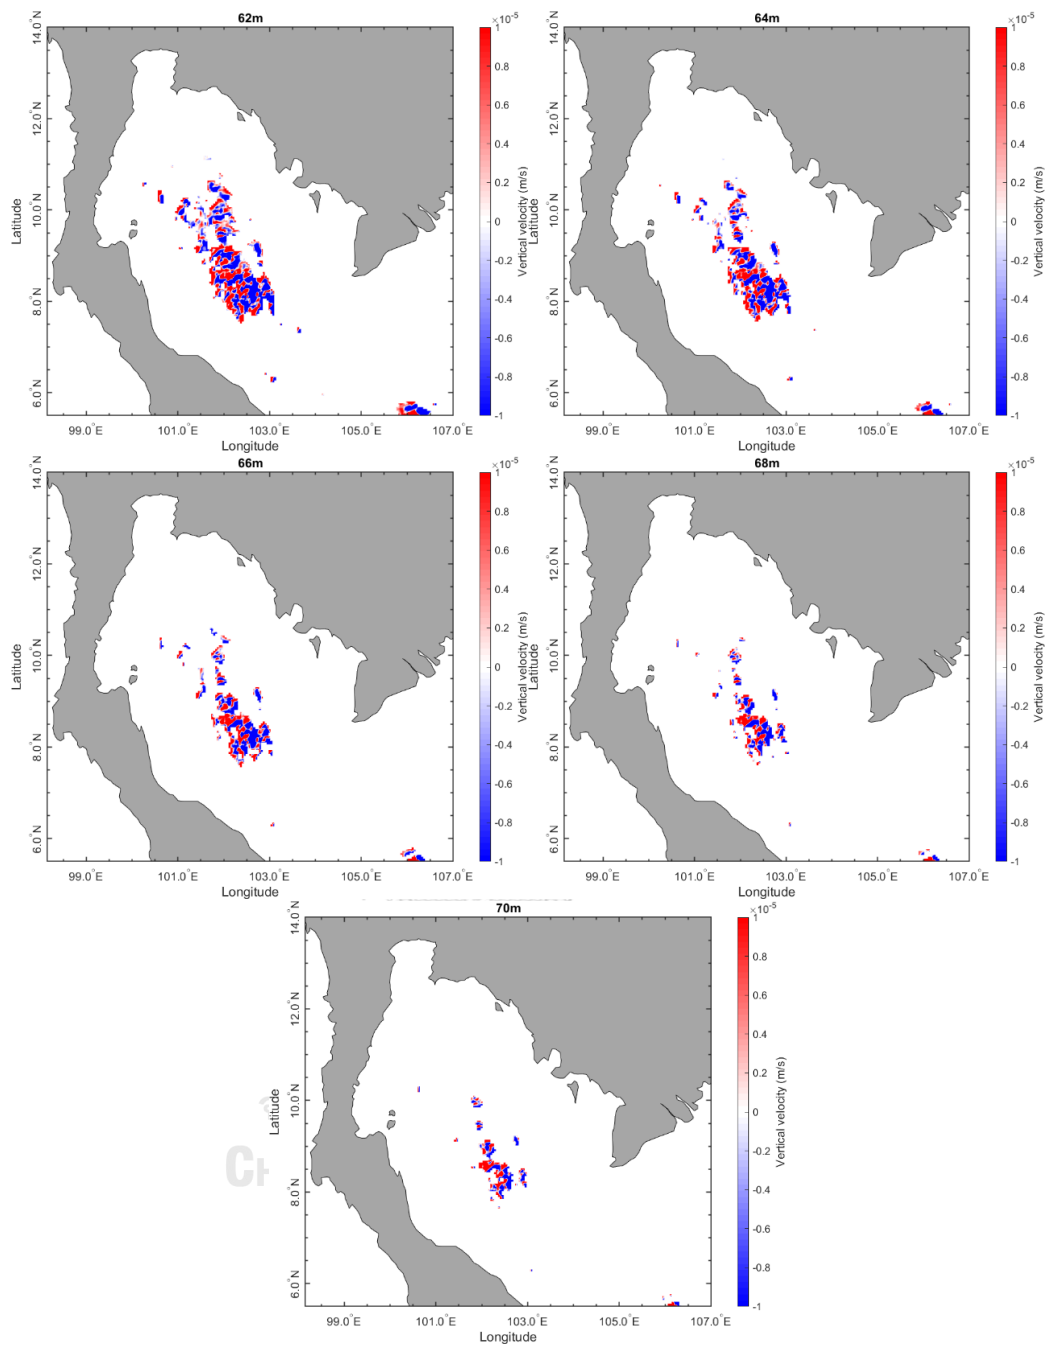 62m
×10⁻⁵
14.0°N
12.0°N
10.0°N
8.0°N
6.0°N
Latitude
99.0°E
101.0°E
103.0°E
105.0°E
107.0°E
Longitude
1
0.8
0.6
0.4
0.2
0
-0.2
-0.4
-0.6
-0.8
-1
Vertical velocity (m/s)
64m
×10⁻⁵
14.0°N
12.0°N
10.0°N
8.0°N
6.0°N
Latitude
99.0°E
101.0°E
103.0°E
105.0°E
107.0°E
Longitude
1
0.8
0.6
0.4
0.2
0
-0.2
-0.4
-0.6
-0.8
-1
Vertical velocity (m/s)
66m
×10⁻⁵
14.0°N
12.0°N
10.0°N
8.0°N
6.0°N
Latitude
99.0°E
101.0°E
103.0°E
105.0°E
107.0°E
Longitude
1
0.8
0.6
0.4
0.2
0
-0.2
-0.4
-0.6
-0.8
-1
Vertical velocity (m/s)
68m
×10⁻⁵
14.0°N
12.0°N
10.0°N
8.0°N
6.0°N
Latitude
99.0°E
101.0°E
103.0°E
105.0°E
107.0°E
Longitude
1
0.8
0.6
0.4
0.2
0
-0.2
-0.4
-0.6
-0.8
-1
Vertical velocity (m/s)
70m
×10⁻⁵
14.0°N
12.0°N
10.0°N
8.0°N
6.0°N
Latitude
99.0°E
101.0°E
103.0°E
105.0°E
107.0°E
Longitude
1
0.8
0.6
0.4
0.2
0
-0.2
-0.4
-0.6
-0.8
-1
Vertical velocity (m/s)